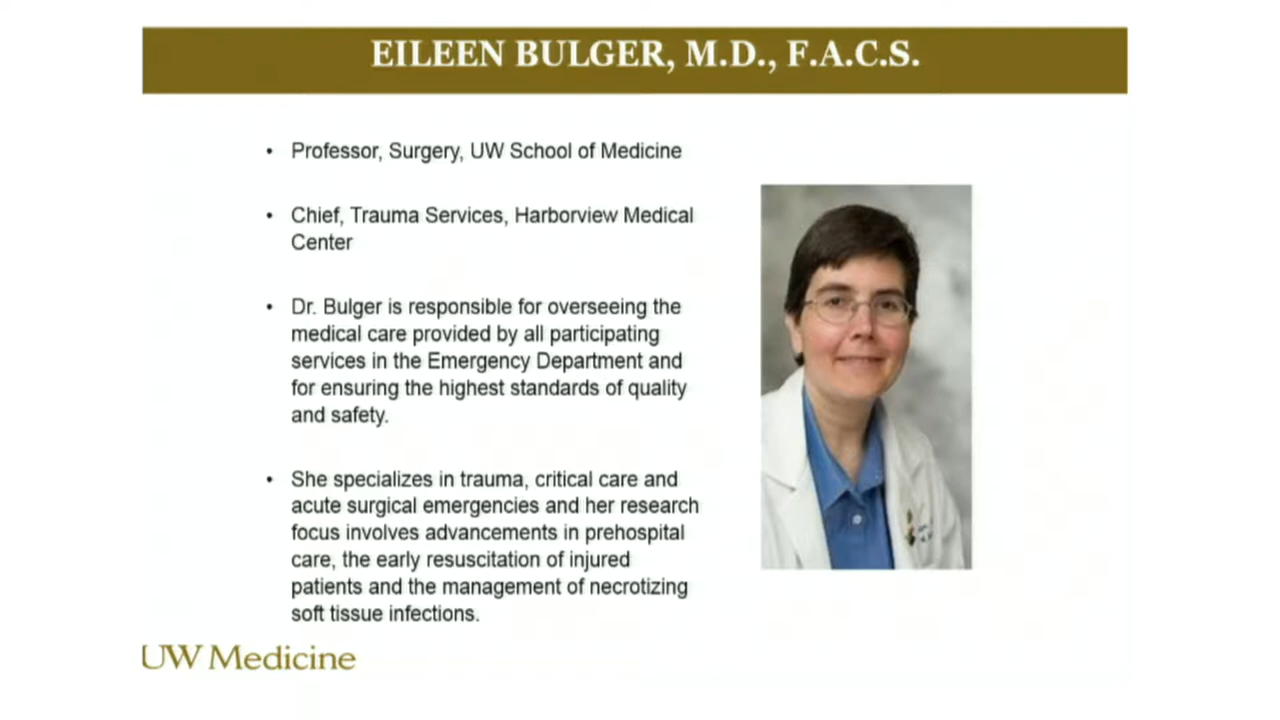 EILEEN BULGER, M.D., F.A.C.S.
• Professor, Surgery, UW School of Medicine
• Chief, Trauma Services, Harborview Medical
Center
• Dr. Bulger is responsible for overseeing the
medical care provided by all participating
services in the Emergency Department and
for ensuring the highest standards of quality
and safety.
• She specializes in trauma, critical care and
acute surgical emergencies and her research
focus involves advancements in prehospital
care, the early resuscitation of injured
patients and the management of necrotizing
soft tissue infections.
UW Medicine